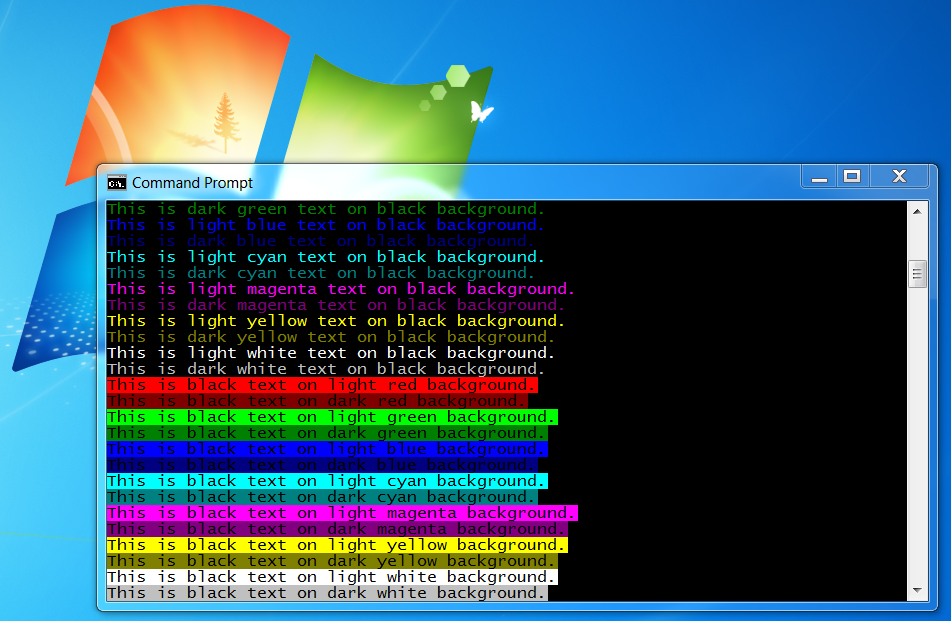 Command Prompt
This is dark green text on black background.
This is light blue text on black background.
This is dark blue text on black background.
This is light cyan text on black background.
This is dark cyan text on black background.
This is light magenta text on black background.
This is dark magenta text on black background.
This is light yellow text on black background.
This is dark yellow text on black background.
This is light white text on black background.
This is dark white text on black background.
This is black text on light red background.
This is black text on dark red background.
This is black text on light green background.
This is black text on dark green background.
This is black text on light blue background.
This is black text on dark blue background.
This is black text on light cyan background.
This is black text on dark cyan background.
This is black text on light magenta background.
This is black text on dark magenta background.
This is black text on light yellow background.
This is black text on dark yellow background.
This is black text on light white background.
This is black text on dark white background.